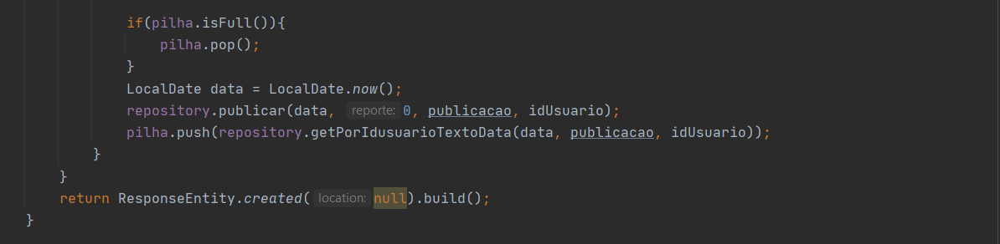 if(pilha.isFull()){
pilha.pop();
}
LocalDate data = LocalDate.now();
repository.publicar(data, reporte: 0, publicacao, idUsuario);
pilha.push(repository.getPorIdusuarioTextoData(data, publicacao, idUsuario));
}
}
return ResponseEntity.created( location: null).build();
}